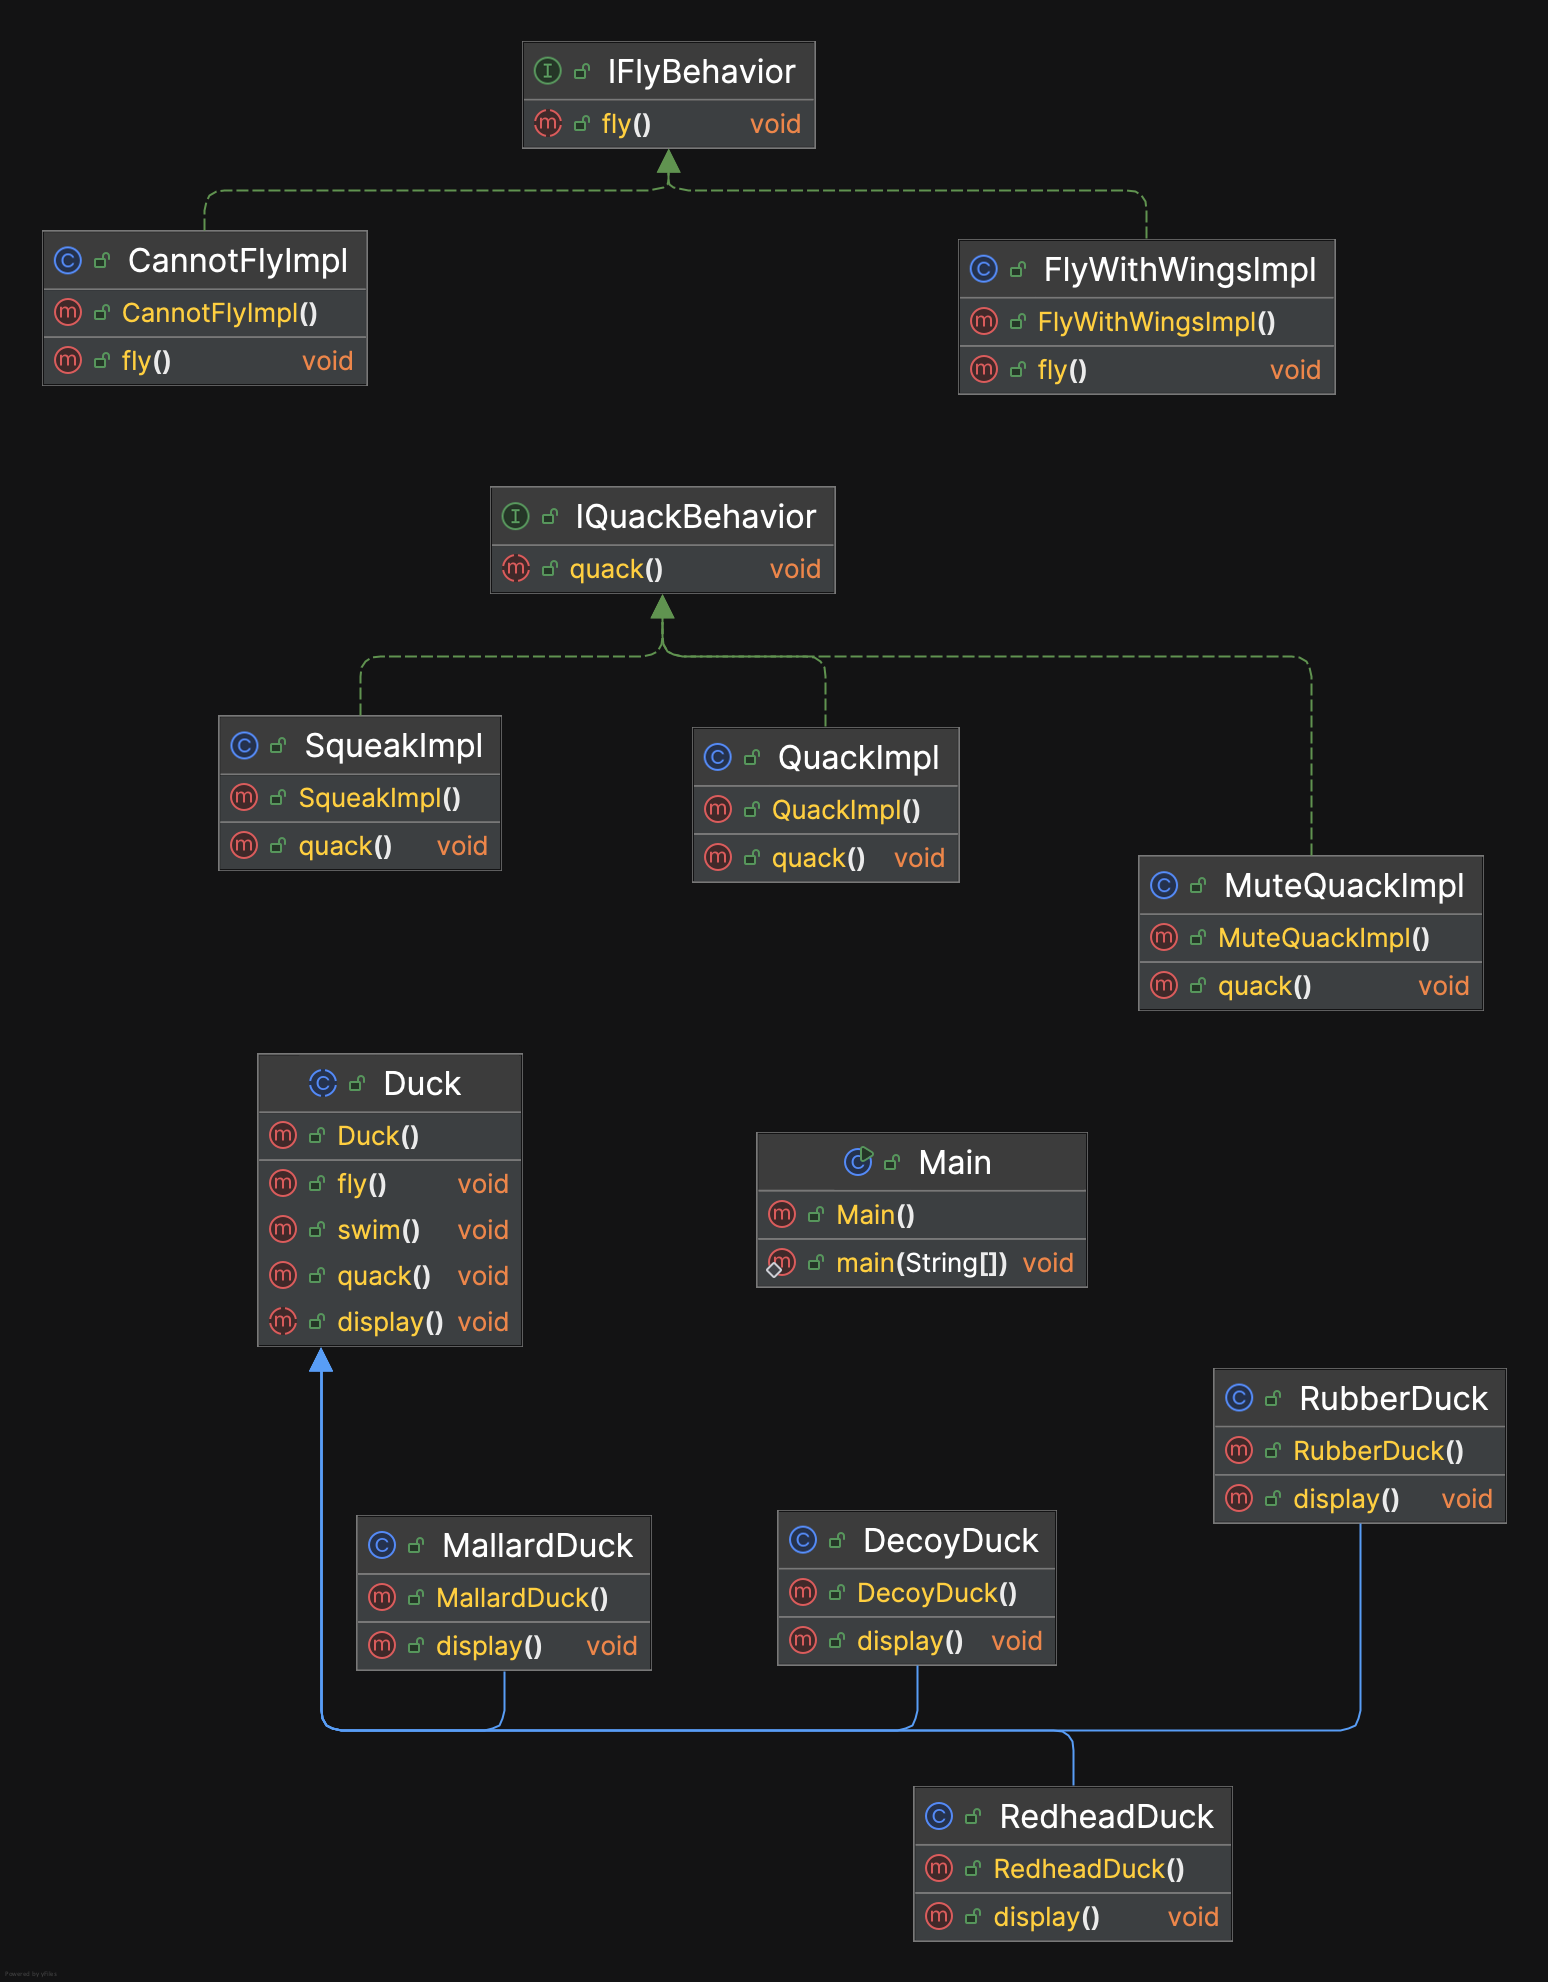 IFlyBehavior
fly() void
CannotFlyImpl
CannotFlyImpl()
fly() void
FlyWithWingsImpl
FlyWithWingsImpl()
fly() void
IQuackBehavior
quack() void
SqueakImpl
SqueakImpl()
quack() void
QuackImpl
QuackImpl()
quack() void
MuteQuackImpl
MuteQuackImpl()
quack() void
Duck
Duck()
fly() void
swim() void
quack() void
display() void
Main
Main()
main(String[]) void
RubberDuck
RubberDuck()
display() void
MallardDuck
MallardDuck()
display() void
DecoyDuck
DecoyDuck()
display() void
RedheadDuck
RedheadDuck()
display() void
Powered by yFiles